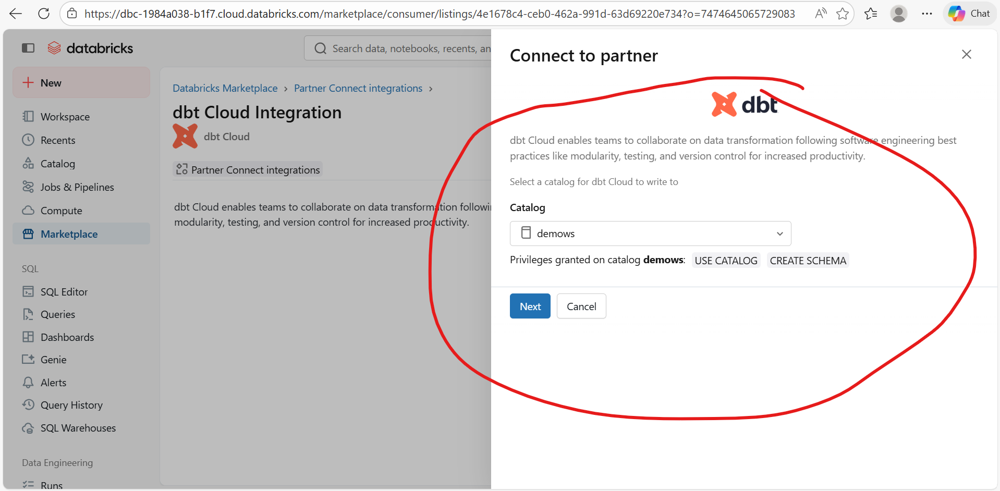 https://dbc-1984a038-b1f7.cloud.databricks.com/marketplace/consumer/listings/4e1678c4-ceb0-462a-991d-63d69220e734?o=7474645065729083
Chat
databricks
Search data, notebooks, recents, an
New
Workspace
Recents
Catalog
Jobs & Pipelines
Compute
Marketplace
SQL
SQL Editor
Queries
Dashboards
Genie
Alerts
Query History
SQL Warehouses
Data Engineering
Runs
Databricks Marketplace › Partner Connect integrations ›
dbt Cloud Integration
dbt Cloud
Partner Connect integrations
dbt Cloud enables teams to collaborate on data transformation followi
modularity, testing, and version control for increased productivity.
Connect to partner
dbt
dbt Cloud enables teams to collaborate on data transformation following software engineering best
practices like modularity, testing, and version control for increased productivity.
Select a catalog for dbt Cloud to write to
Catalog
demows
Privileges granted on catalog demows: USE CATALOG CREATE SCHEMA
Next Cancel